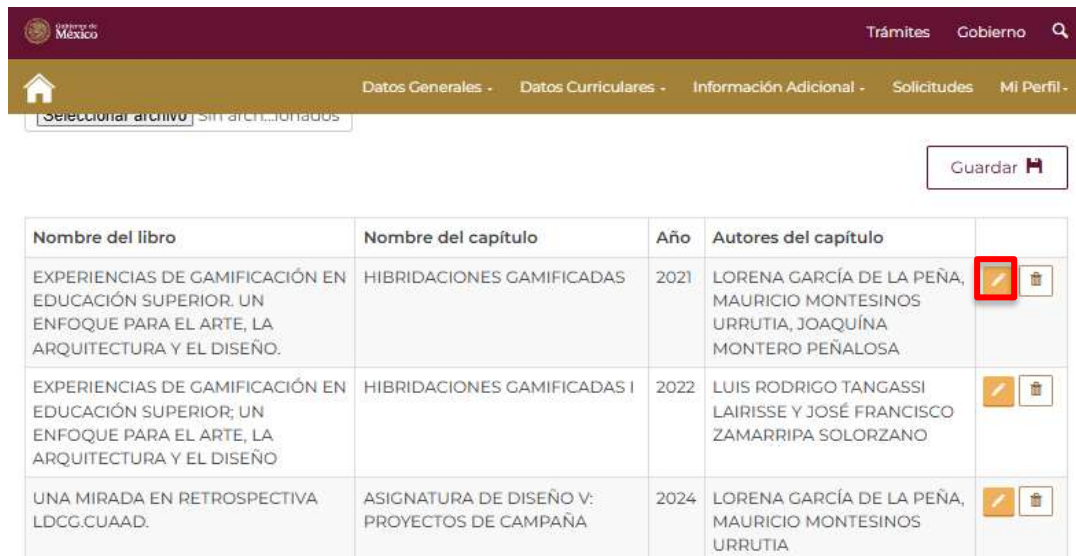 Gobierno de
México
Trámites Gobierno
Datos Generales Datos Curriculares Información Adicional Solicitudes Mi Perfil
Seleccionar archivo Sin arch...ionados
Guardar
Nombre del libro Nombre del capítulo Año Autores del capítulo
EXPERIENCIAS DE GAMIFICACIÓN EN HIBRIDACIONES GAMIFICADAS 2021 LORENA GARCÍA DE LA PEÑA,
EDUCACIÓN SUPERIOR. UN MAURICIO MONTESINOS
ENFOQUE PARA EL ARTE, LA URRUTIA, JOAQUÍNA
ARQUITECTURA Y EL DISEÑO. MONTERO PEÑALOSA
EXPERIENCIAS DE GAMIFICACIÓN EN HIBRIDACIONES GAMIFICADAS I 2022 LUIS RODRIGO TANGASSI
EDUCACIÓN SUPERIOR; UN LAIRISSE Y JOSÉ FRANCISCO
ENFOQUE PARA EL ARTE, LA ZAMARRIPA SOLORZANO
ARQUITECTURA Y EL DISEÑO
UNA MIRADA EN RETROSPECTIVA ASIGNATURA DE DISEÑO V: 2024 LORENA GARCÍA DE LA PEÑA,
LDCG.CUAAD. PROYECTOS DE CAMPAÑA MAURICIO MONTESINOS
URRUTIA